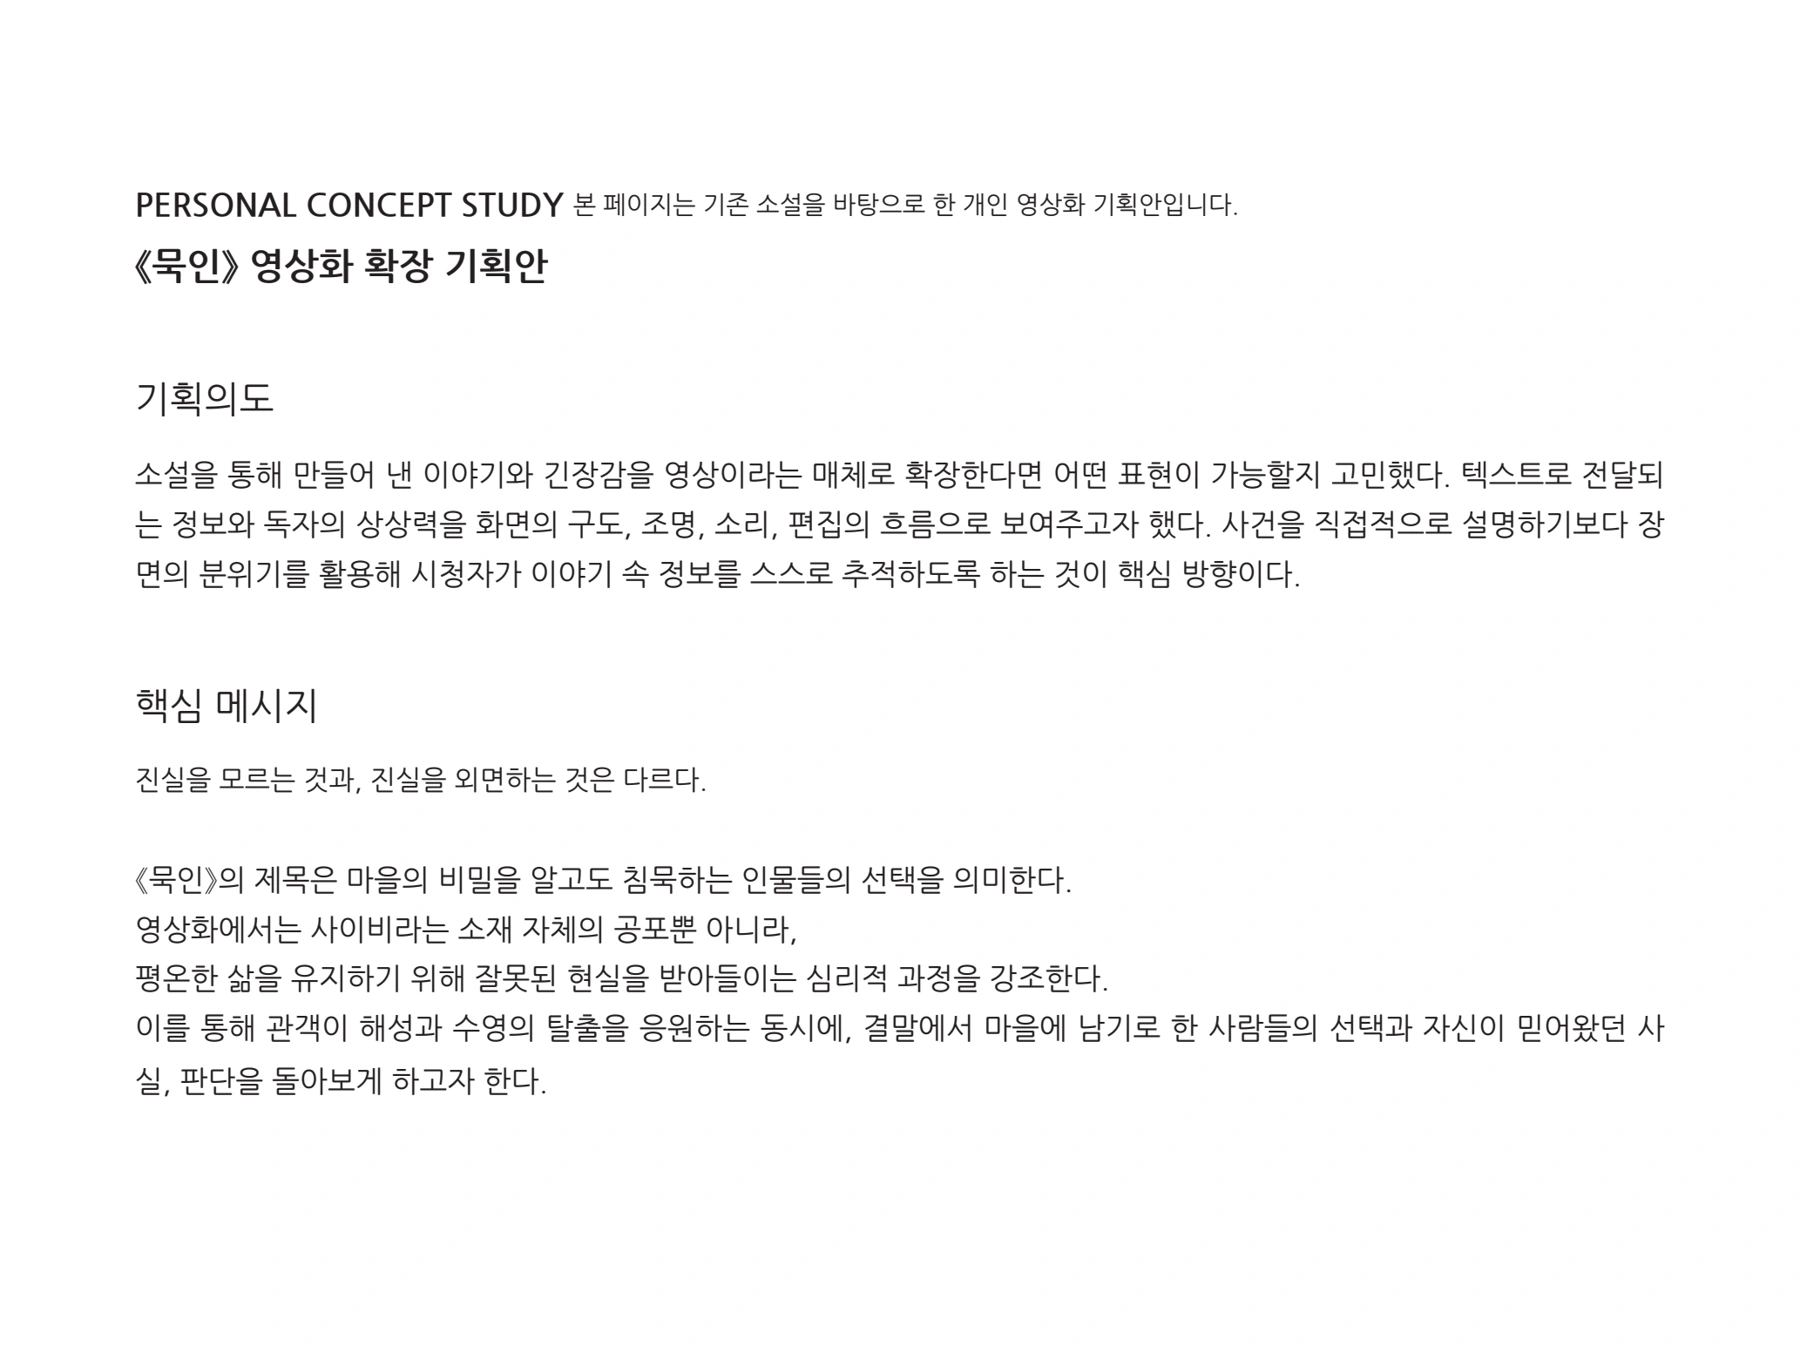 PERSONAL CONCEPT STUDY 본 페이지는 기존 소설을 바탕으로 한 개인 영상화 기획안입니다.
《묵인》 영상화 확장 기획안
기획의도
소설을 통해 만들어 낸 이야기와 긴장감을 영상이라는 매체로 확장한다면 어떤 표현이 가능할지 고민했다. 텍스트로 전달되
는 정보와 독자의 상상력을 화면의 구도, 조명, 소리, 편집의 흐름으로 보여주고자 했다. 사건을 직접적으로 설명하기보다 장
면의 분위기를 활용해 시청자가 이야기 속 정보를 스스로 추적하도록 하는 것이 핵심 방향이다.
핵심 메시지
진실을 모르는 것과, 진실을 외면하는 것은 다르다.
《묵인》의 제목은 마을의 비밀을 알고도 침묵하는 인물들의 선택을 의미한다.
영상화에서는 사이비라는 소재 자체의 공포뿐 아니라,
평온한 삶을 유지하기 위해 잘못된 현실을 받아들이는 심리적 과정을 강조한다.
이를 통해 관객이 해성과 수영의 탈출을 응원하는 동시에, 결말에서 마을에 남기로 한 사람들의 선택과 자신이 믿어왔던 사
실, 판단을 돌아보게 하고자 한다.